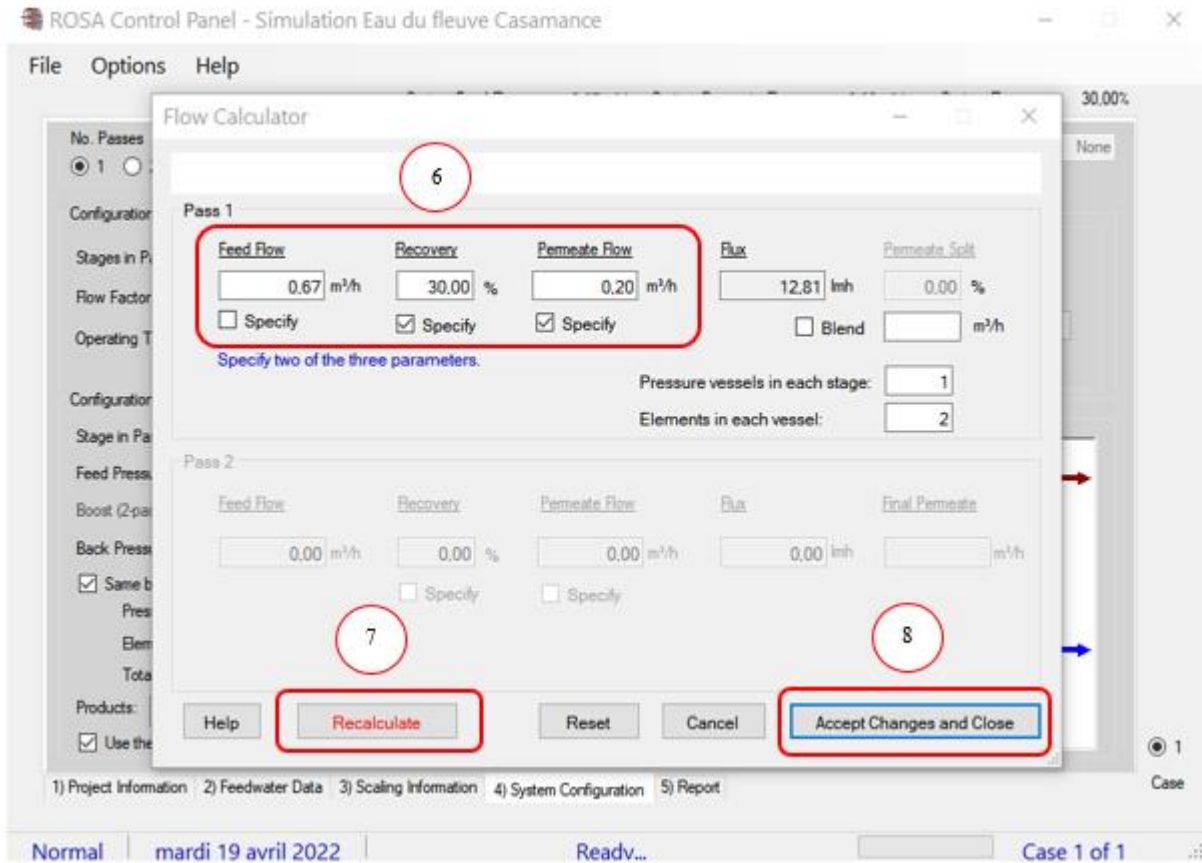 ROSA Control Panel - Simulation Eau du fleuve Casamance
File Options Help
30.00%
Flow Calculator
No. Passes
1
None
6
Configuration
Pass 1
Feed Flow Recovery Permeate Flow Flux Permeate Split
Stages in
0,67 m³/h 30,00 % 0,20 m³/h 12,81 lmh 0,00 %
Flow Factor
Specify Specify Specify Blend m³/h
Operating T
Specify two of the three parameters.
Pressure vessels in each stage: 1
Configuration
Elements in each vessel: 2
Stage in Pa
Pass 2
Feed Press
Feed Flow Recovery Permeate Flow Flux Final Permeate
Boost (2-pa
Back Press
0,00 m³/h 0,00 % 0,00 m³/h 0,00 lmh m³/h
Same b
Specify Specify
Pres
7 8
Elem
Tota
Products:
Help Recalculate Reset Cancel Accept Changes and Close
Use the
1
1) Project Information 2) Feedwater Data 3) Scaling Information 4) System Configuration 5) Report
Case
Normal mardi 19 avril 2022 Ready... Case 1 of 1